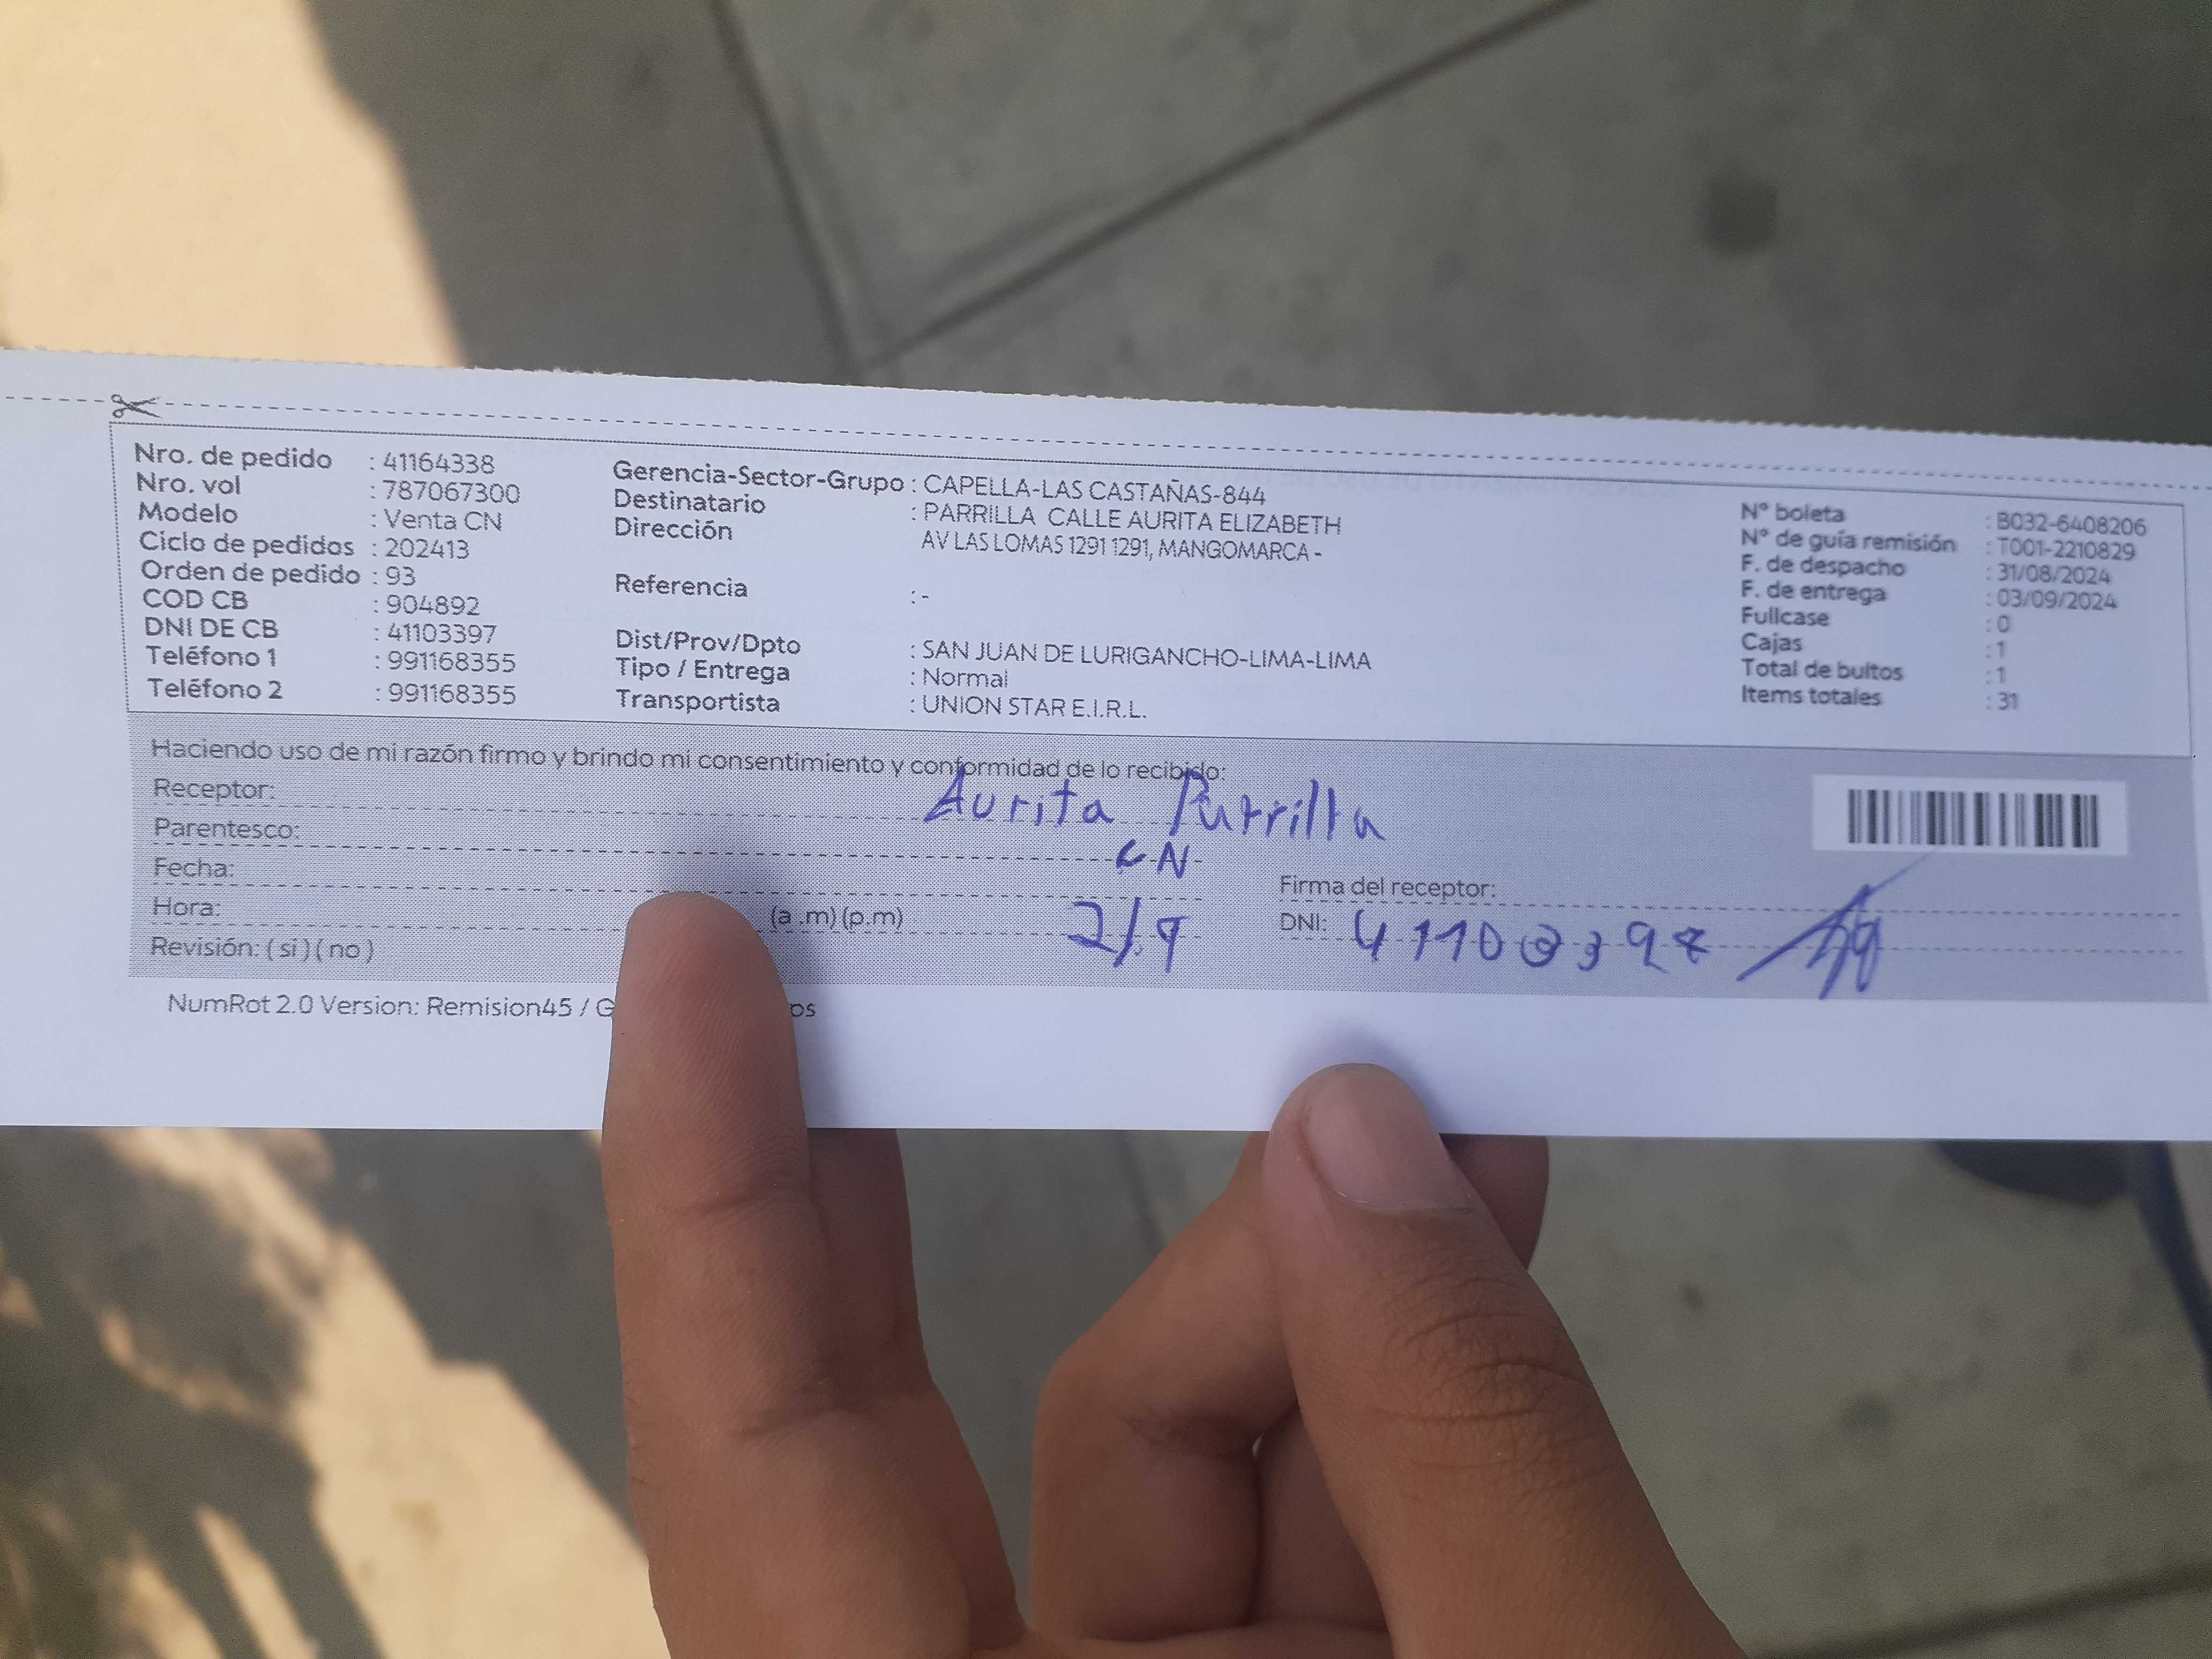 Nro. de pedido : 41164338
Nro. vol : 787067300
Modelo : Venta CN
Ciclo de pedidos : 202413
Orden de pedido : 93
COD CB : 904892
DNI DE CB : 41103397
Teléfono 1 : 991168355
Teléfono 2 : 991168355
Gerencia-Sector-Grupo : CAPELLA-LAS CASTAÑAS-844
Destinatario : PARRILLA CALLE AURITA ELIZABETH
Dirección AV LAS LOMAS 1291 1291, MANGOMARCA -
Referencia : -
Dist/Prov/Dpto : SAN JUAN DE LURIGANCHO-LIMA-LIMA
Tipo / Entrega : Normal
Transportista : UNION STAR E.I.R.L.
N° boleta : B032-6408206
N° de guía remisión : T001-2210829
F. de despacho : 31/08/2024
F. de entrega : 03/09/2024
Fullcase : 0
Cajas : 1
Total de bultos : 1
Items totales : 31
Haciendo uso de mi razón firmo y brindo mi consentimiento y conformidad de lo recibido:
Receptor: Aurita Parrilla
Parentesco: CN
Fecha: 2/9
Hora: (a .m) (p.m)
Revisión: ( si ) ( no )
Firma del receptor:
DNI: 41103397
NumRot 2.0 Version: Remision45 / G os